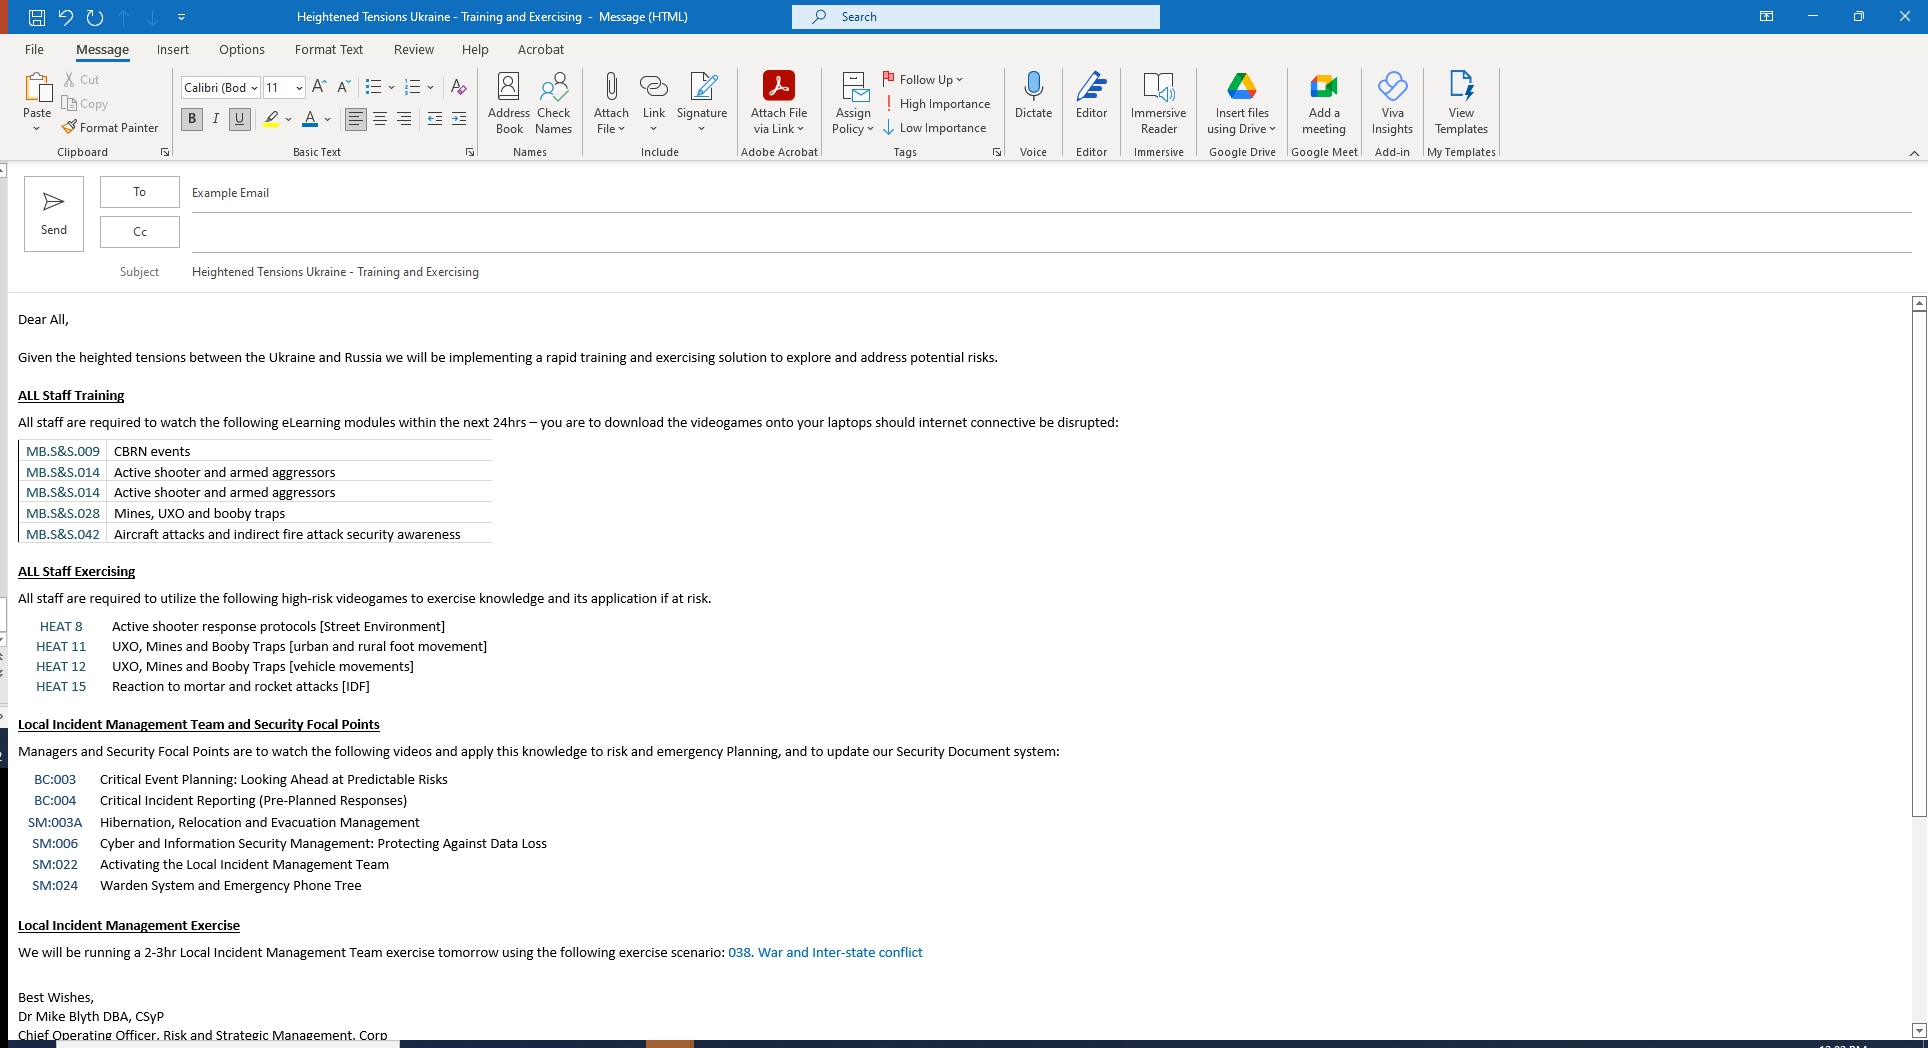 Heightened Tensions Ukraine - Training and Exercising - Message (HTML)
Search
File Message Insert Options Format Text Review Help Acrobat
Paste
Cut
Copy
Format Painter
Clipboard
Calibri (Bod 11
B I U
Basic Text
Address Book
Check Names
Names
Attach File
Link
Signature
Include
Attach File via Link
Adobe Acrobat
Assign Policy
Follow Up
High Importance
Low Importance
Tags
Dictate
Voice
Editor
Editor
Immersive Reader
Immersive
Insert files using Drive
Google Drive
Add a meeting
Google Meet
Viva Insights
Add-in
View Templates
My Templates
Send
To Example Email
Cc
Subject Heightened Tensions Ukraine - Training and Exercising
Dear All,
Given the heighted tensions between the Ukraine and Russia we will be implementing a rapid training and exercising solution to explore and address potential risks.
ALL Staff Training
All staff are required to watch the following eLearning modules within the next 24hrs – you are to download the videogames onto your laptops should internet connective be disrupted:
MB.S&S.009 CBRN events
MB.S&S.014 Active shooter and armed aggressors
MB.S&S.014 Active shooter and armed aggressors
MB.S&S.028 Mines, UXO and booby traps
MB.S&S.042 Aircraft attacks and indirect fire attack security awareness
ALL Staff Exercising
All staff are required to utilize the following high-risk videogames to exercise knowledge and its application if at risk.
HEAT 8 Active shooter response protocols [Street Environment]
HEAT 11 UXO, Mines and Booby Traps [urban and rural foot movement]
HEAT 12 UXO, Mines and Booby Traps [vehicle movements]
HEAT 15 Reaction to mortar and rocket attacks [IDF]
Local Incident Management Team and Security Focal Points
Managers and Security Focal Points are to watch the following videos and apply this knowledge to risk and emergency Planning, and to update our Security Document system:
BC:003 Critical Event Planning: Looking Ahead at Predictable Risks
BC:004 Critical Incident Reporting (Pre-Planned Responses)
SM:003A Hibernation, Relocation and Evacuation Management
SM:006 Cyber and Information Security Management: Protecting Against Data Loss
SM:022 Activating the Local Incident Management Team
SM:024 Warden System and Emergency Phone Tree
Local Incident Management Exercise
We will be running a 2-3hr Local Incident Management Team exercise tomorrow using the following exercise scenario: 038. War and Inter-state conflict
Best Wishes,
Dr Mike Blyth DBA, CSyP
Chief Operating Officer, Risk and Strategic Management, Corp